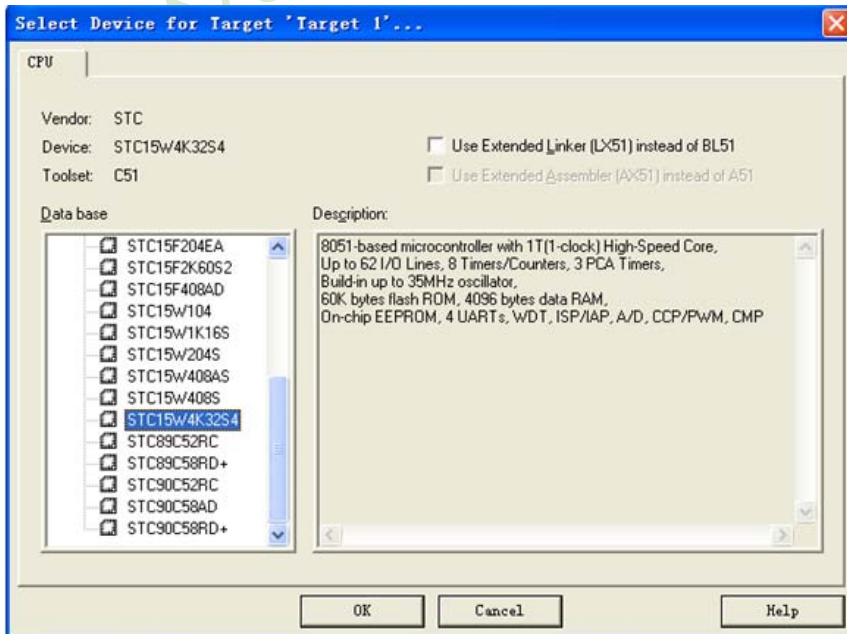 Select Device for Target 'Target 1'...
CPU
Vendor: STC
Device: STC15W4K32S4
Toolset: C51
Use Extended Linker (LX51) instead of BL51
Use Extended Assembler (AX51) instead of A51
Data base
STC15F204EA
STC15F2K60S2
STC15F408AD
STC15W104
STC15W1K16S
STC15W204S
STC15W408AS
STC15W408S
STC15W4K32S4
STC89C52RC
STC89C58RD+
STC90C52RC
STC90C58AD
STC90C58RD+
Description:
8051-based microcontroller with 1T(1-clock) High-Speed Core,
Up to 62 I/O Lines, 8 Timers/Counters, 3 PCA Timers,
Build-in up to 35MHz oscillator,
60K bytes flash ROM, 4096 bytes data RAM,
On-chip EEPROM, 4 UARTs, WDT, ISP/IAP, A/D, CCP/PWM, CMP
OK
Cancel
Help